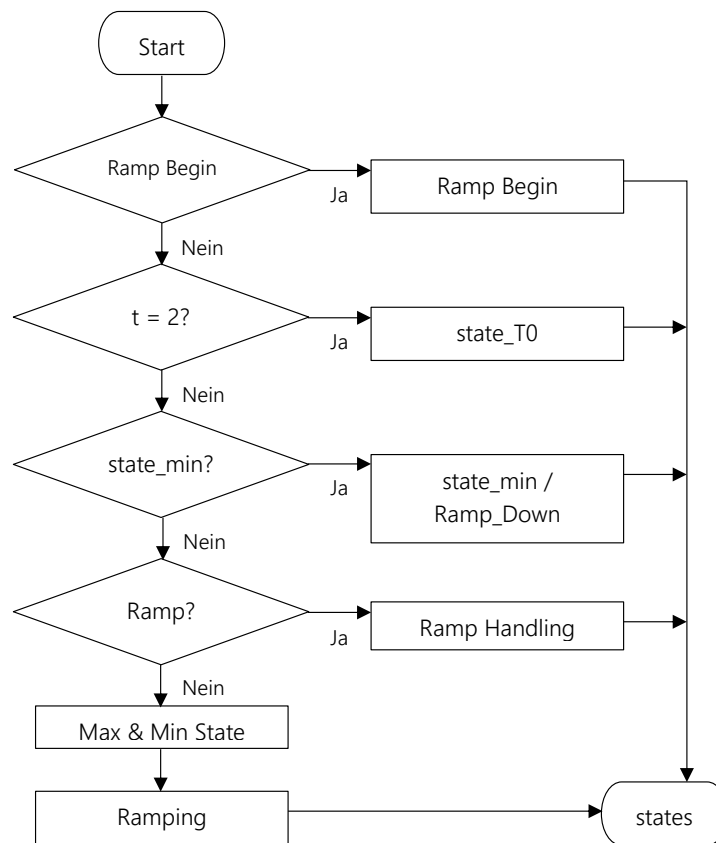 Start
Ramp Begin
Ja
Ramp Begin
Nein
t = 2?
Ja
state_T0
Nein
state_min?
Ja
state_min /
Ramp_Down
Nein
Ramp?
Ja
Ramp Handling
Nein
Max & Min State
Ramping
states